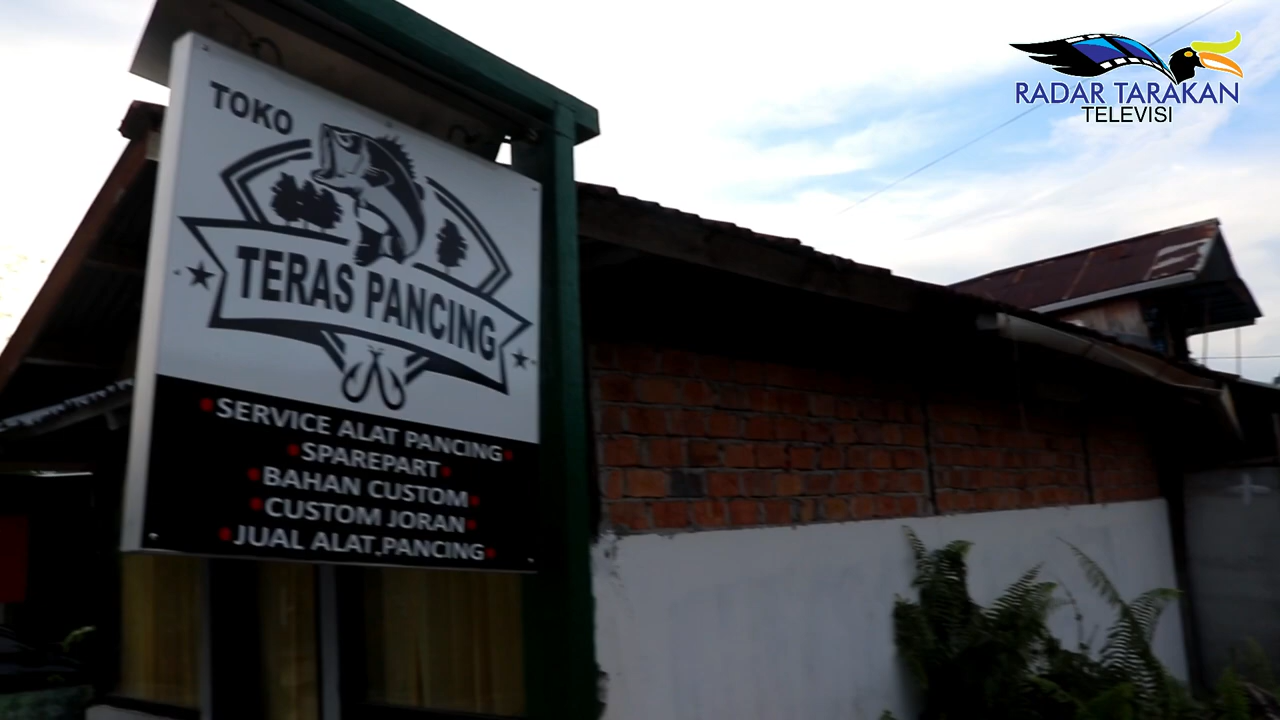 TOKO
TERAS PANCING
SERVICE ALAT PANCING
SPAREPART
BAHAN CUSTOM
CUSTOM JORAN
JUAL ALAT PANCING
RADAR TARAKAN
TELEVISI